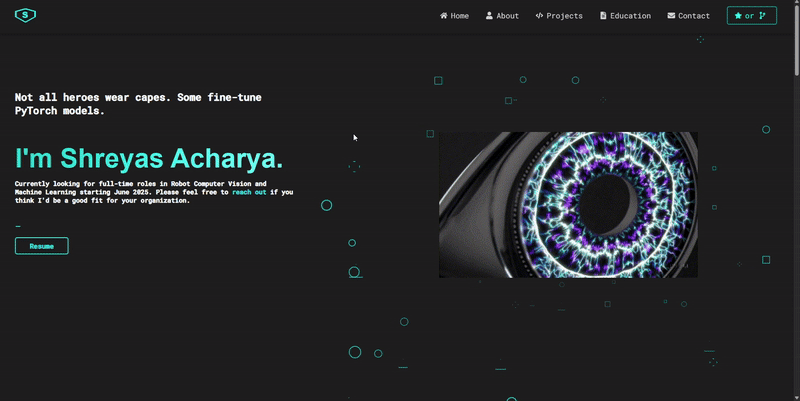 S
Home About Projects Education Contact or
Not all heroes wear capes. Some fine-tune
PyTorch models.
I'm Shreyas Acharya.
Currently looking for full-time roles in Robot Computer Vision and
Machine Learning starting June 2025. Please feel free to reach out if you
think I'd be a good fit for your organization.
Resume